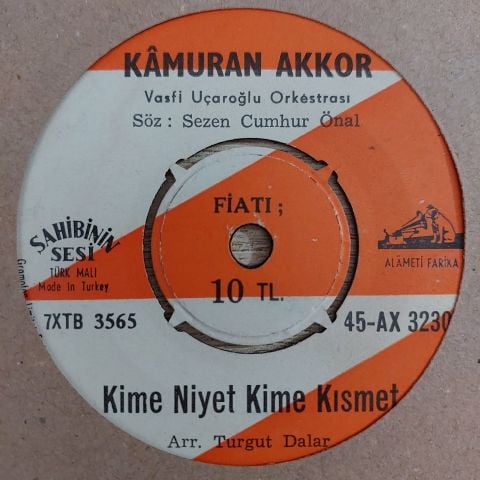 KÂMURAN AKKOR
Vasfi Uçaroğlu Orkéstrası
Söz : Sezen Cumhur Önal
FİATI ;
10 TL.
SAHİBİNİN
SESİ
TÜRK MALI
Made in Turkey
ALÂMETİ FARİKA
7XTB 3565
45-AX 3230
Kime Niyet Kime Kısmet
Arr. Turgut Dalar